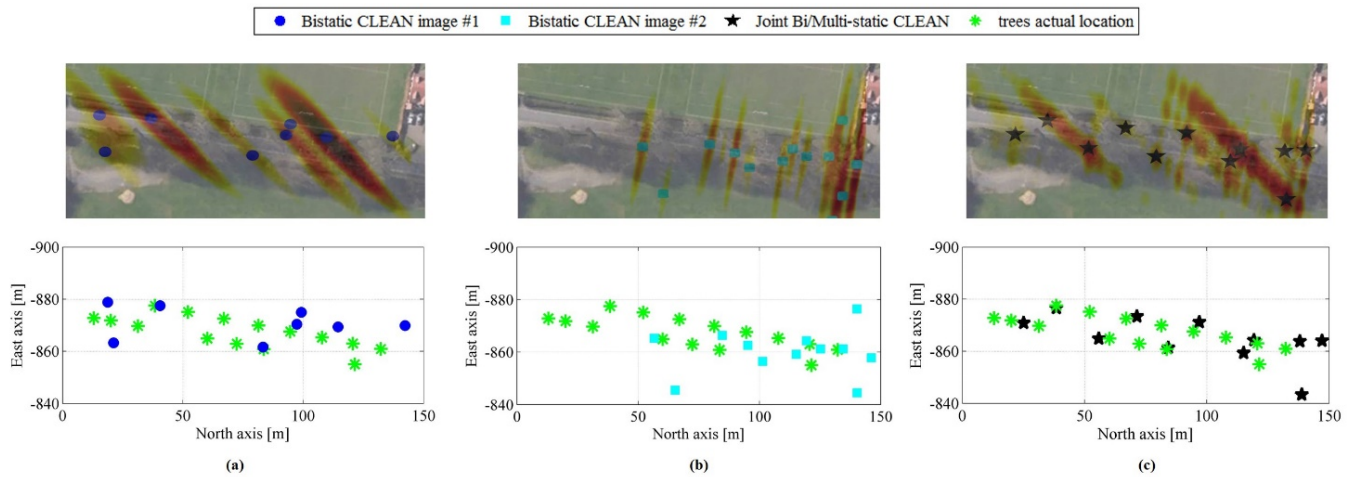 Bistatic CLEAN image #1 Bistatic CLEAN image #2 Joint Bi/Multi-static CLEAN trees actual location
-900
-880
-860
-840
East axis [m]
0 50 100 150
North axis [m]
(a)
-900
-880
-860
-840
East axis [m]
0 50 100 150
North axis [m]
(b)
-900
-880
-860
-840
East axis [m]
0 50 100 150
North axis [m]
(c)